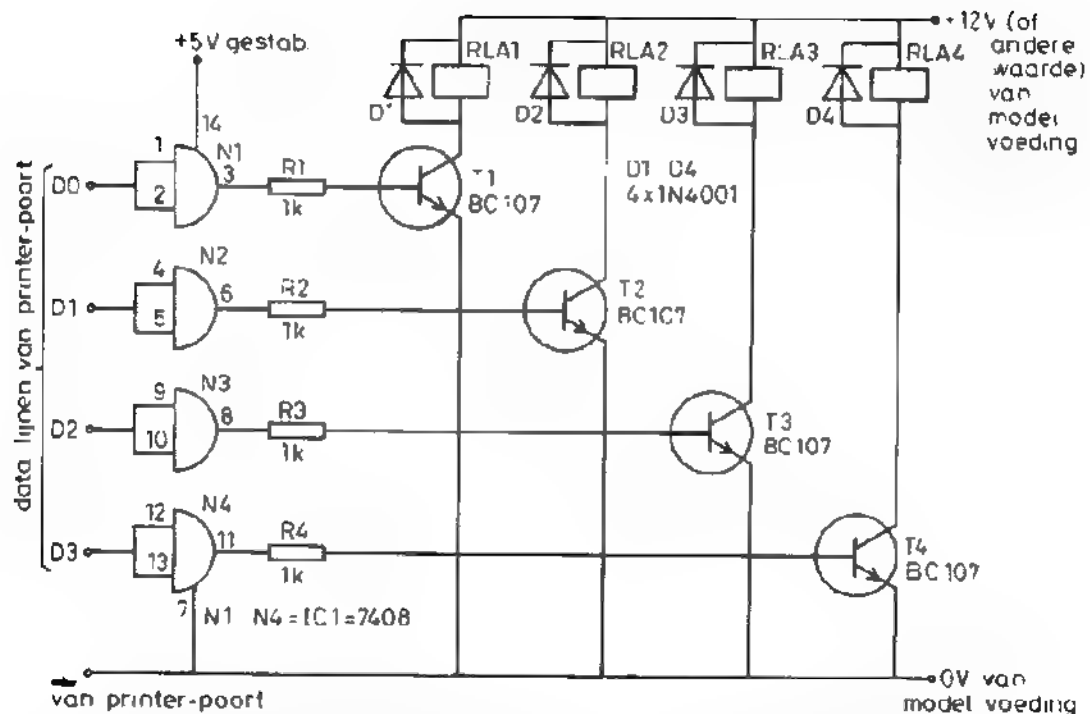 +12V (of
andere
waarde)
van
model
voeding
+5V gestab.
RLA1
RLA2
RLA3
RLA4
D1
D2
D3
D4
14
1
2
N1
3
D0
R1
1k
T1
BC107
D1 D4
4x1N4001
data lijnen van printer-poort
4
5
N2
6
D1
R2
1k
T2
BC107
9
10
N3
8
D2
R3
1k
T3
BC107
12
13
N4
11
D3
R4
1k
T4
BC107
7
N1 N4=IC1=7408
van printer-poort
0V van
model voeding